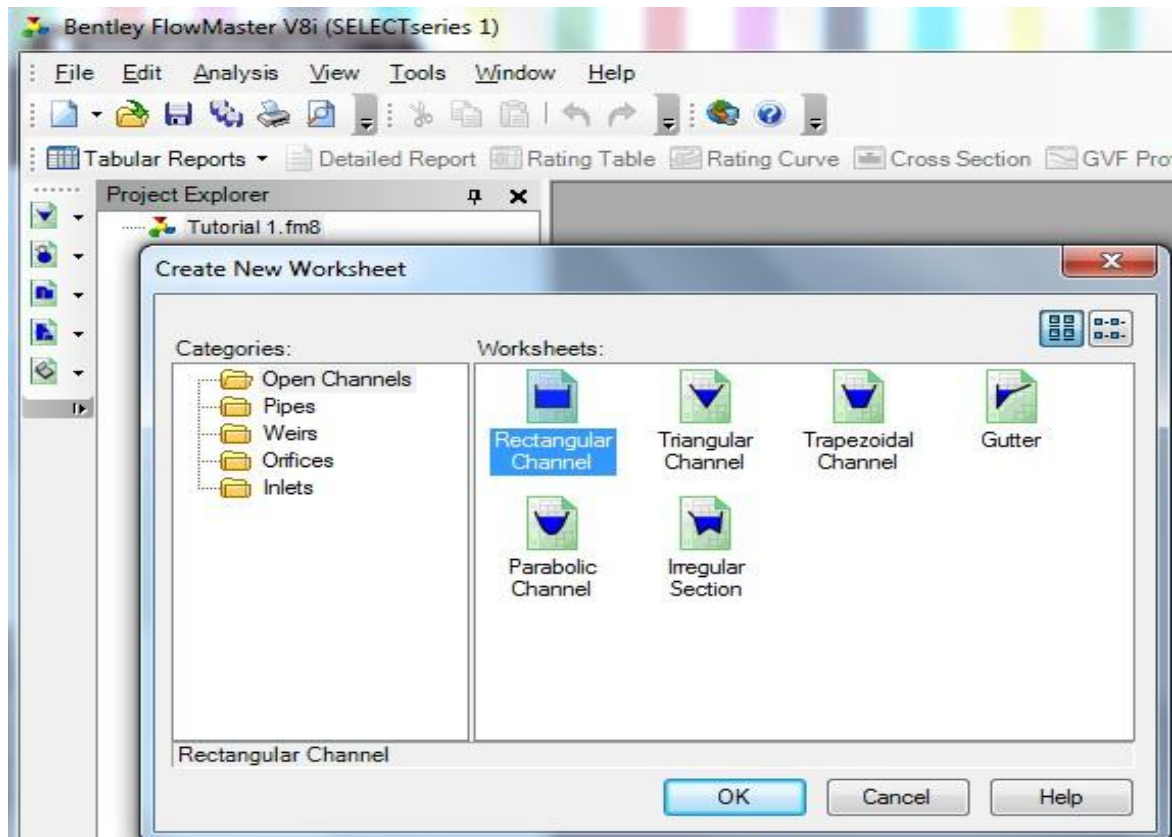 Bentley FlowMaster V8i (SELECTseries 1)
File Edit Analysis View Tools Window Help
Tabular Reports Detailed Report Rating Table Rating Curve Cross Section GVF Pro
Project Explorer
Tutorial 1.fm8
Create New Worksheet
Categories:
Open Channels
Pipes
Weirs
Orifices
Inlets
Worksheets:
Rectangular
Channel
Triangular
Channel
Trapezoidal
Channel
Gutter
Parabolic
Channel
Irregular
Section
Rectangular Channel
OK Cancel Help